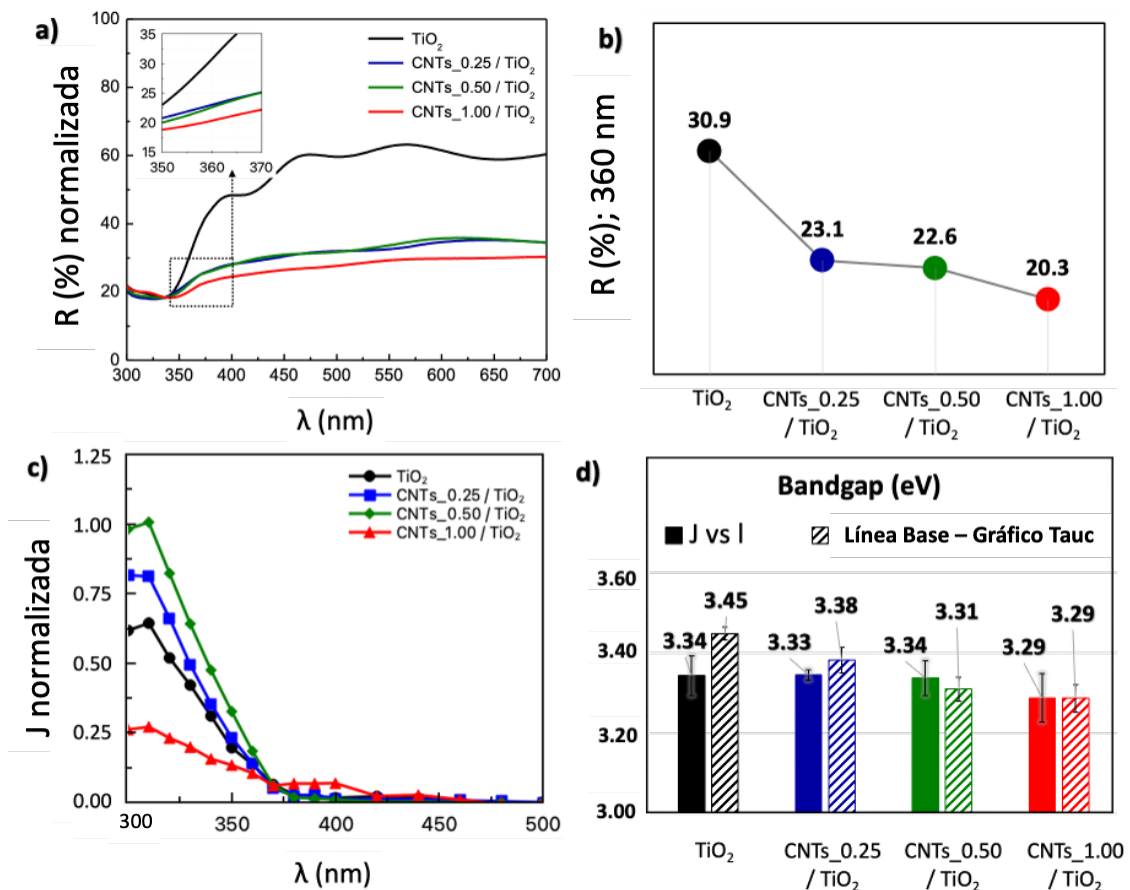 a)
R (%) normalizada
100
80
60
40
20
0
300 350 400 450 500 550 600 650 700
λ (nm)
35
30
25
20
15
350 360 370
TiO2
CNTs_0.25 / TiO2
CNTs_0.50 / TiO2
CNTs_1.00 / TiO2
b)
R (%); 360 nm
30.9
23.1
22.6
20.3
TiO2
CNTs_0.25
/ TiO2
CNTs_0.50
/ TiO2
CNTs_1.00
/ TiO2
c)
J normalizada
1.25
1.00
0.75
0.50
0.25
0.00
300 350 400 450 500
λ (nm)
TiO2
CNTs_0.25 / TiO2
CNTs_0.50 / TiO2
CNTs_1.00 / TiO2
d)
Bandgap (eV)
J vs l
Línea Base – Gráfico Tauc
3.60
3.40
3.20
3.00
3.34
3.45
3.33
3.38
3.34
3.31
3.29
3.29
TiO2
CNTs_0.25
/ TiO2
CNTs_0.50
/ TiO2
CNTs_1.00
/ TiO2